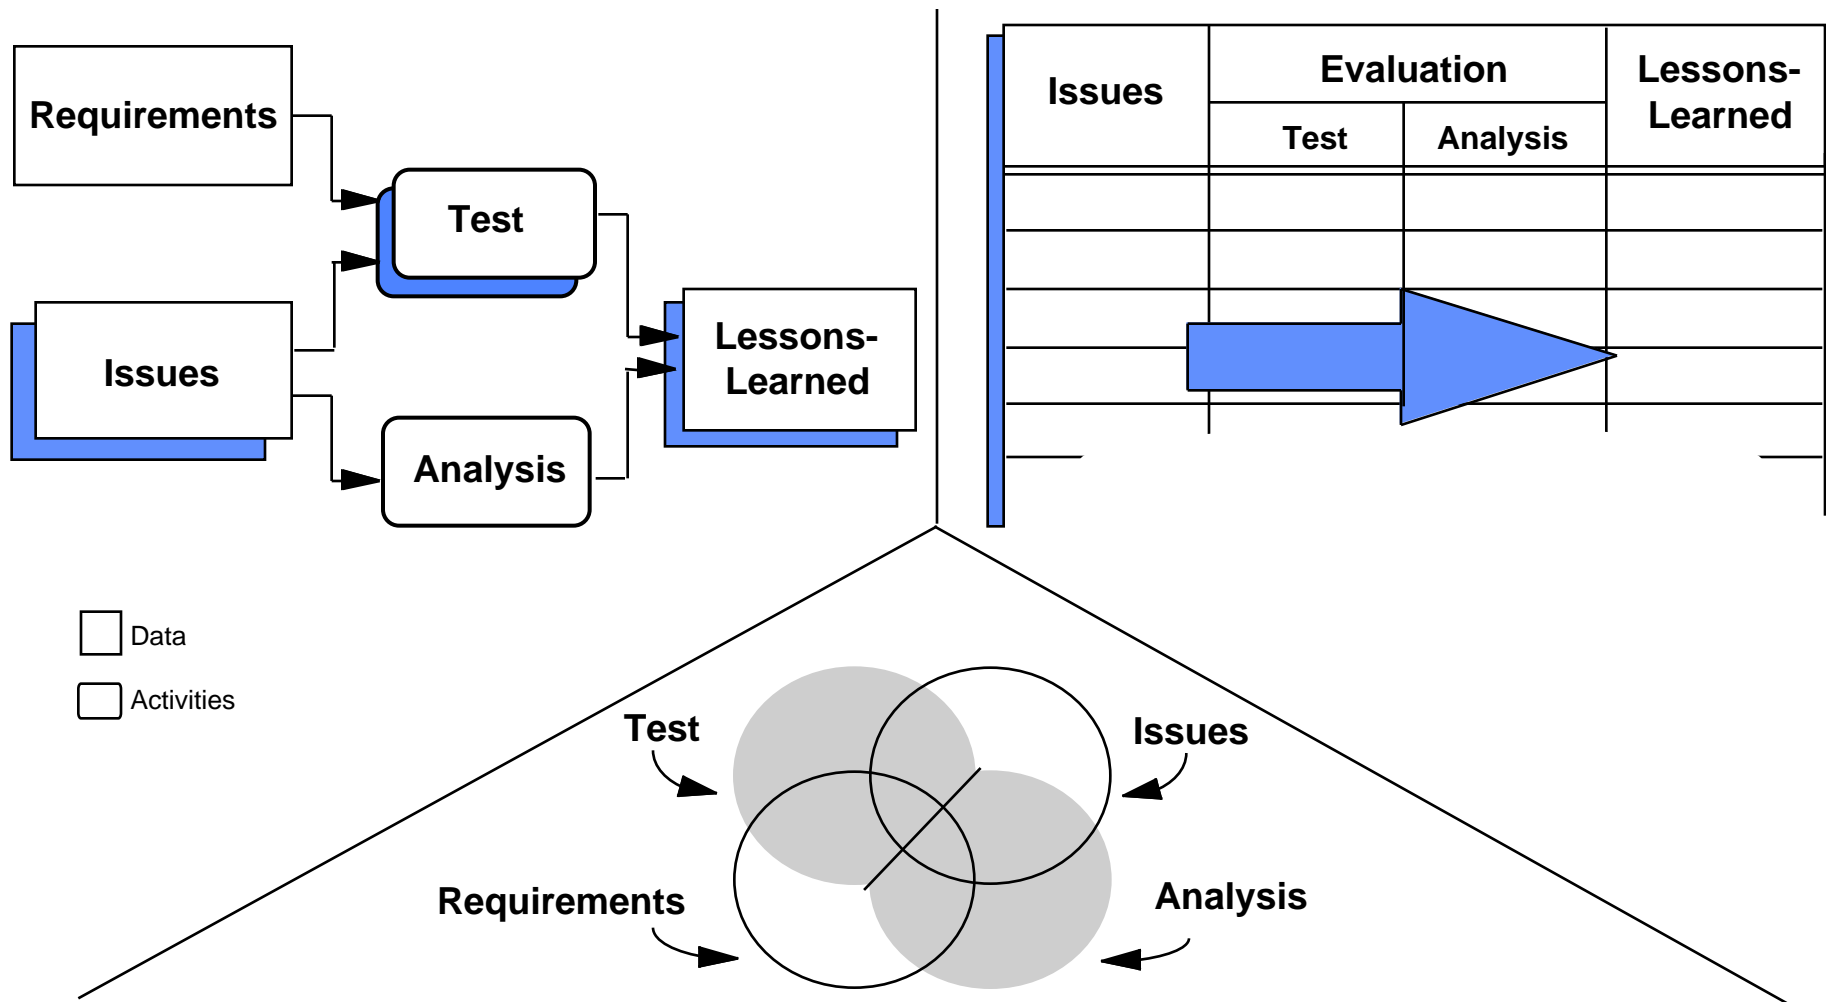 Requirements
Test
Issues
Lessons-
Learned
Analysis
Issues
Evaluation
Lessons-
Learned
Test
Analysis
Data
Activities
Test
Issues
Requirements
Analysis